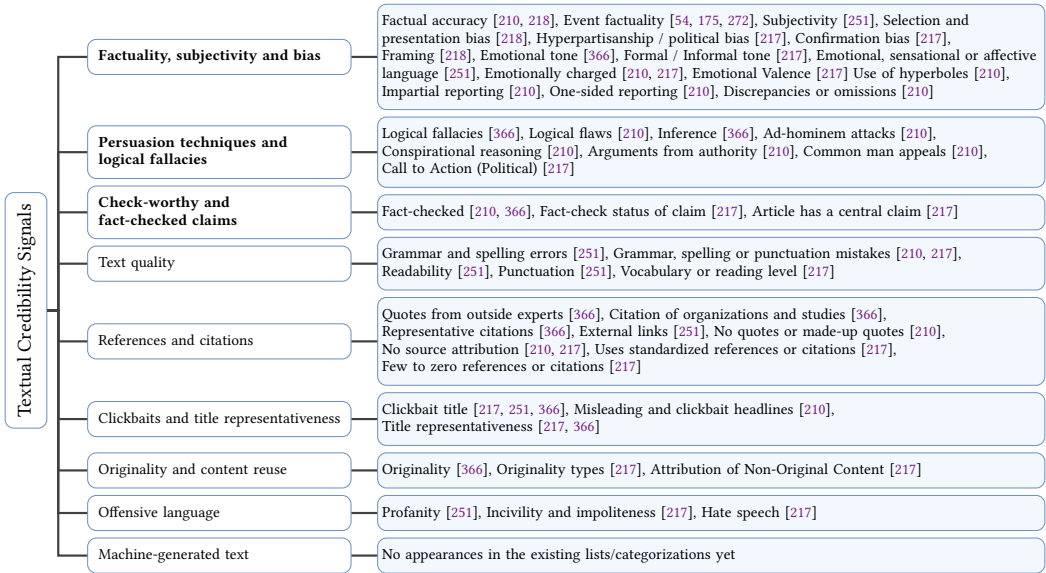 Textual Credibility Signals
Factuality, subjectivity and bias
Factual accuracy [210, 218], Event factuality [54, 175, 272], Subjectivity [251], Selection and
presentation bias [218], Hyperpartisanship / political bias [217], Confirmation bias [217],
Framing [218], Emotional tone [366], Formal / Informal tone [217], Emotional, sensational or affective
language [251], Emotionally charged [210, 217], Emotional Valence [217] Use of hyperboles [210],
Impartial reporting [210], One-sided reporting [210], Discrepancies or omissions [210]
Persuasion techniques and
logical fallacies
Logical fallacies [366], Logical flaws [210], Inference [366], Ad-hominem attacks [210],
Conspirational reasoning [210], Arguments from authority [210], Common man appeals [210],
Call to Action (Political) [217]
Check-worthy and
fact-checked claims
Fact-checked [210, 366], Fact-check status of claim [217], Article has a central claim [217]
Text quality
Grammar and spelling errors [251], Grammar, spelling or punctuation mistakes [210, 217],
Readability [251], Punctuation [251], Vocabulary or reading level [217]
References and citations
Quotes from outside experts [366], Citation of organizations and studies [366],
Representative citations [366], External links [251], No quotes or made-up quotes [210],
No source attribution [210, 217], Uses standardized references or citations [217],
Few to zero references or citations [217]
Clickbaits and title representativeness
Clickbait title [217, 251, 366], Misleading and clickbait headlines [210],
Title representativeness [217, 366]
Originality and content reuse
Originality [366], Originality types [217], Attribution of Non-Original Content [217]
Offensive language
Profanity [251], Incivility and impoliteness [217], Hate speech [217]
Machine-generated text
No appearances in the existing lists/categorizations yet